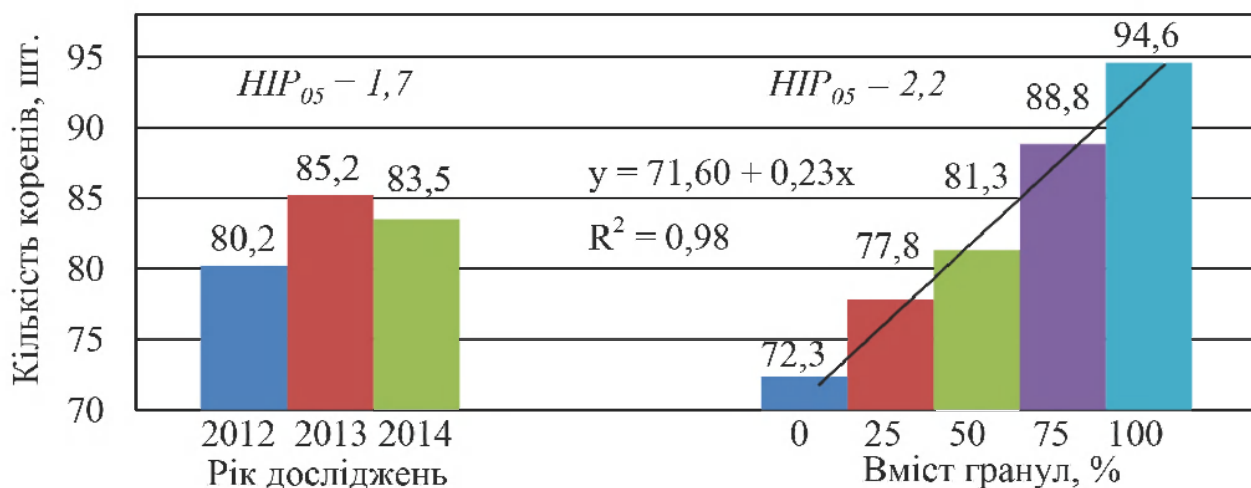 Кількість коренів, шт.
95
90
85
80
75
70
НІР05 – 1,7
80,2
85,2
83,5
2012 2013 2014
Рік досліджень
НІР05 – 2,2
y = 71,60 + 0,23x
R² = 0,98
72,3
77,8
81,3
88,8
94,6
0 25 50 75 100
Вміст гранул, %